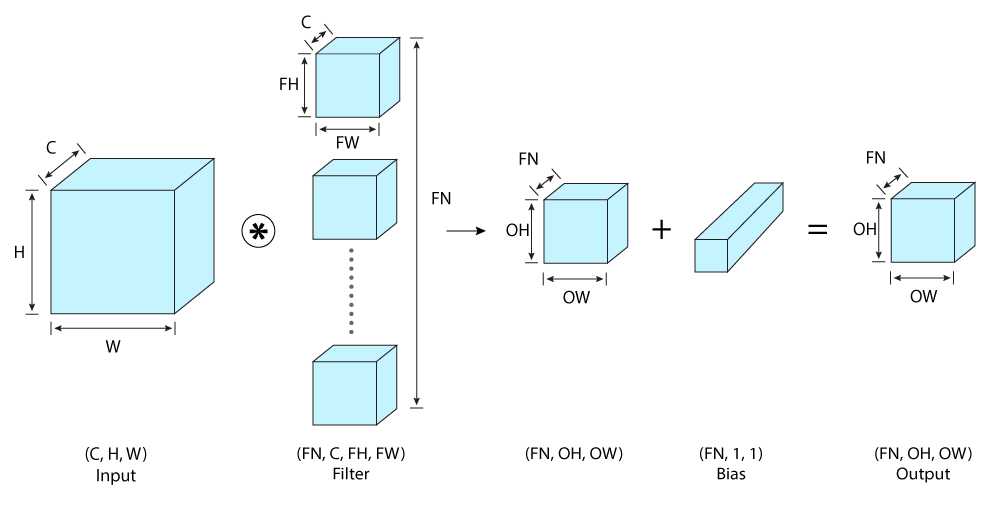 C
H
W
C
FH
FW
FN
*
FN
OH
OW
+
=
FN
OH
OW
(C, H, W)
Input
(FN, C, FH, FW)
Filter
(FN, OH, OW)
(FN, 1, 1)
Bias
(FN, OH, OW)
Output